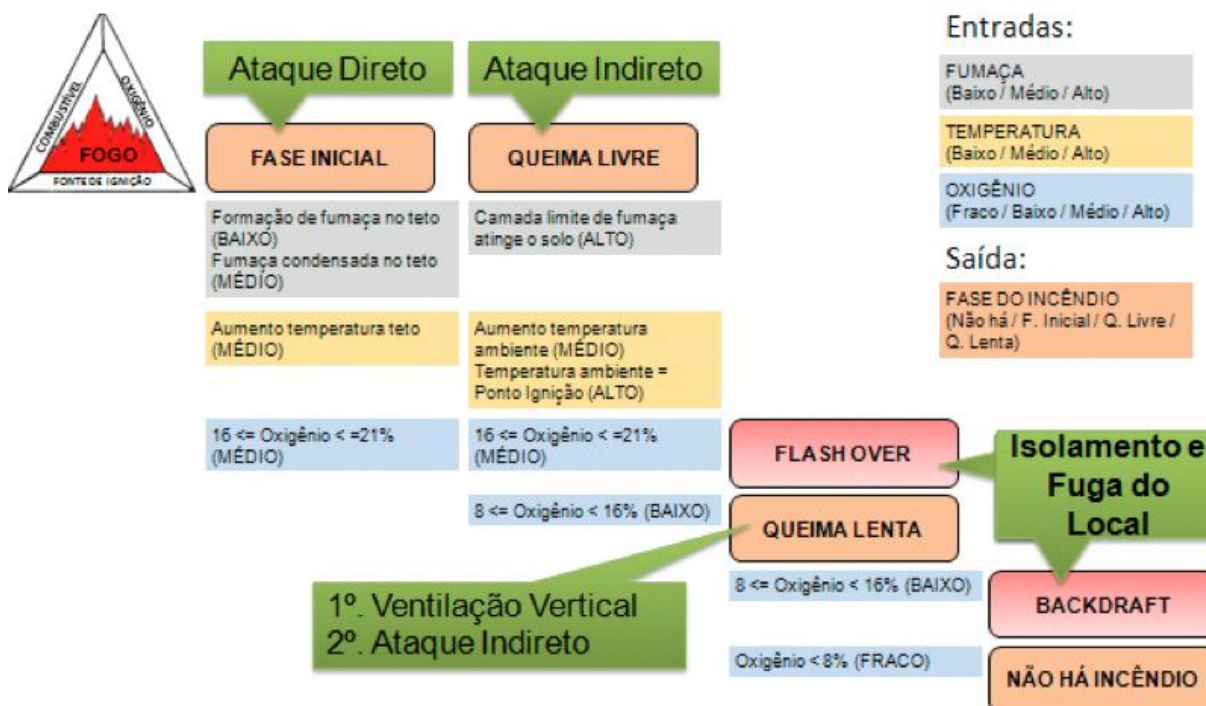 COMBUSTÍVEL
OXIGÊNIO
FOGO
FONTE DE IGNIÇÃO
Ataque Direto
FASE INICIAL
Formação de fumaça no teto
(BAIXO)
Fumaça condensada no teto
(MÉDIO)
Aumento temperatura teto
(MÉDIO)
16 <= Oxigênio < =21%
(MÉDIO)
Ataque Indireto
QUEIMA LIVRE
Camada limite de fumaça
atinge o solo (ALTO)
Aumento temperatura
ambiente (MÉDIO)
Temperatura ambiente =
Ponto Ignição (ALTO)
16 <= Oxigênio < =21%
(MÉDIO)
8 <= Oxigênio < 16% (BAIXO)
FLASH OVER
QUEIMA LENTA
1º. Ventilação Vertical
2º. Ataque Indireto
8 <= Oxigênio < 16% (BAIXO)
Oxigênio <8% (FRACO)
Isolamento e
Fuga do
Local
BACKDRAFT
NÃO HÁ INCÊNDIO
Entradas:
FUMAÇA
(Baixo / Médio / Alto)
TEMPERATURA
(Baixo / Médio / Alto)
OXIGÊNIO
(Fraco / Baixo / Médio / Alto)
Saída:
FASE DO INCÊNDIO
(Não há / F. Inicial / Q. Livre /
Q. Lenta)